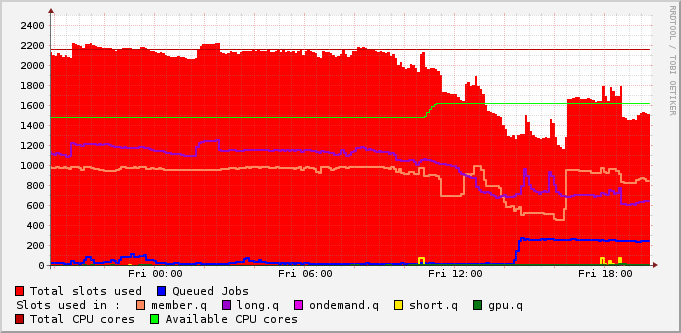 RRDTOOL / TOBI OETIKER
2400
2200
2000
1800
1600
1400
1200
1000
800
600
400
200
0
Fri 00:00 Fri 06:00 Fri 12:00 Fri 18:00
Total slots used Queued Jobs
Slots used in : member.q long.q ondemand.q short.q gpu.q
Total CPU cores Available CPU cores